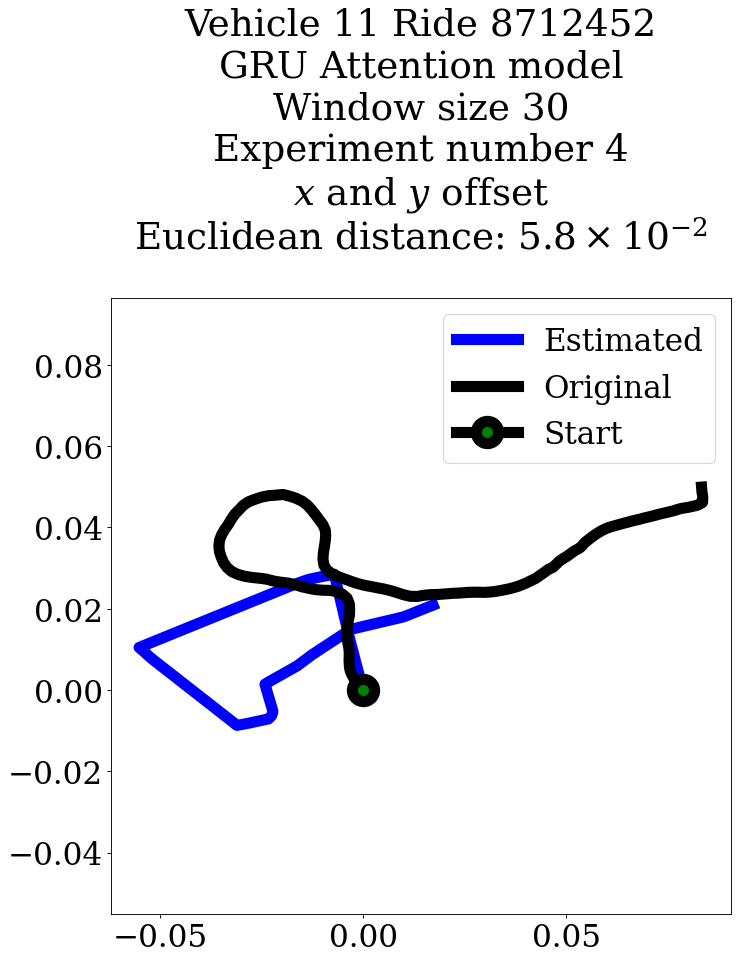 Vehicle 11 Ride 8712452
GRU Attention model
Window size 30
Experiment number 4
x and y offset
Euclidean distance: 5.8 × 10⁻²
Estimated
Original
Start
0.08
0.06
0.04
0.02
0.00
−0.02
−0.04
−0.05 0.00 0.05